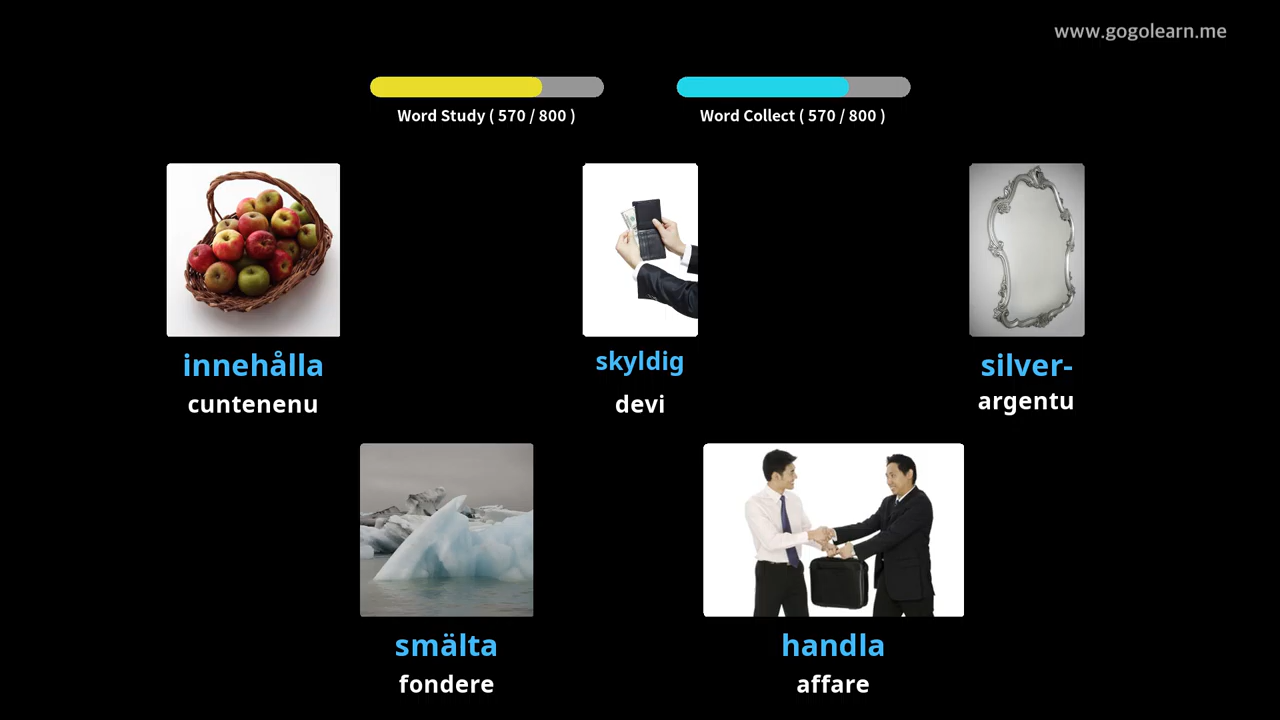 www.gogolearn.me
Word Study ( 570 / 800 )
Word Collect ( 570 / 800 )
innehålla
cuntenenu
skyldig
devi
silver-
argentu
smälta
fondere
handla
affare